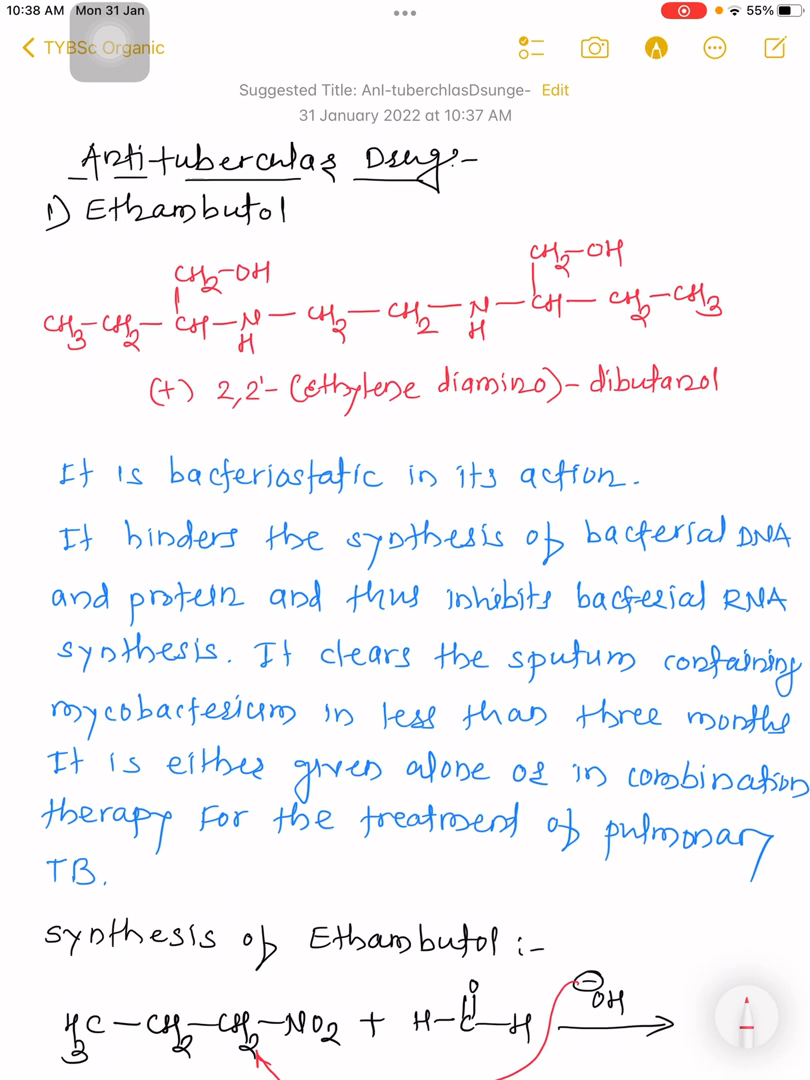 10:38 AM Mon 31 Jan
55%
TYBSc Organic
Suggested Title: Anl-tuberchlasDsunge- Edit
31 January 2022 at 10:37 AM
Anti-tubercular Drug:-
1) Ethambutol
CH2-OH CH2-OH
CH3-CH2-CH-N-CH2-CH2-N-CH-CH2-CH3
H H
(+) 2,2'-(ethylene diamino)-dibutanol
It is bacteriostatic in its action.
It hinders the synthesis of bacterial DNA
and protein and thus inhibits bacterial RNA
synthesis. It clears the sputum containing
mycobacterium in less than three months
It is either given alone or in combination
therapy for the treatment of pulmonary
TB.
Synthesis of Ethambutol :-
O
H3C-CH2-CH2-NO2 + H-C-H ⊖OH